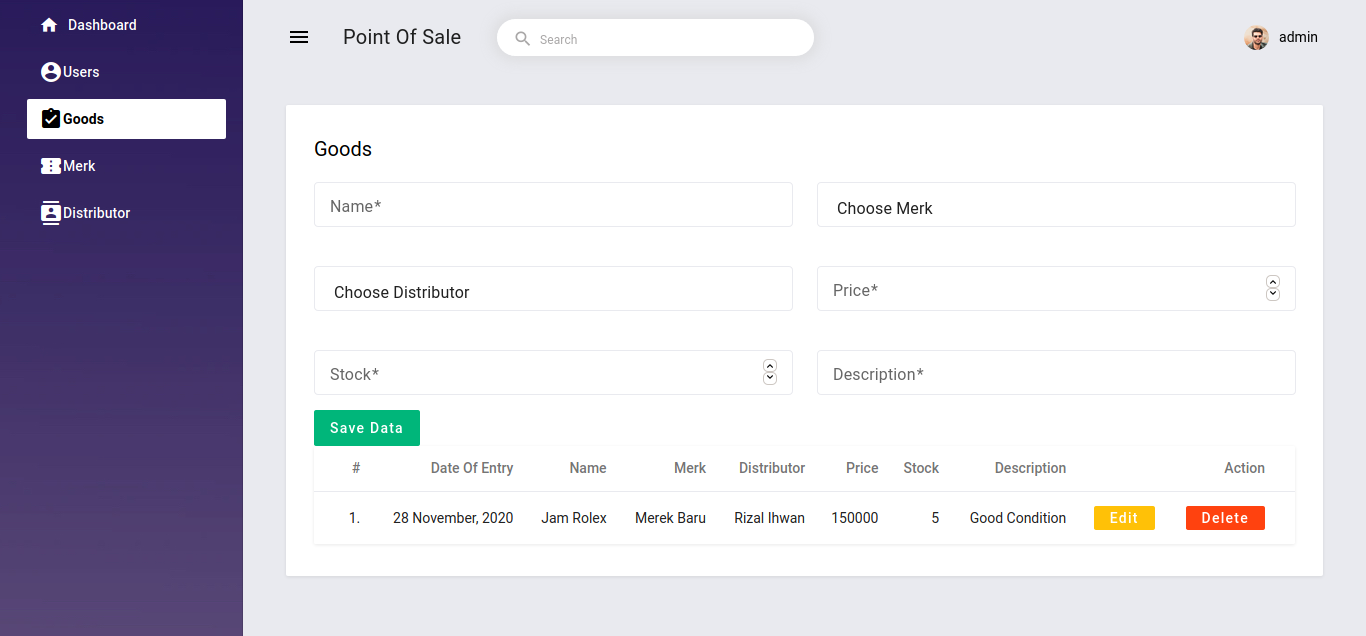 Dashboard
Users
Goods
Merk
Distributor
Point Of Sale
Search
admin
Goods
Name*
Choose Merk
Choose Distributor
Price*
Stock*
Description*
Save Data
# Date Of Entry Name Merk Distributor Price Stock Description Action
1. 28 November, 2020 Jam Rolex Merek Baru Rizal Ihwan 150000 5 Good Condition Edit Delete